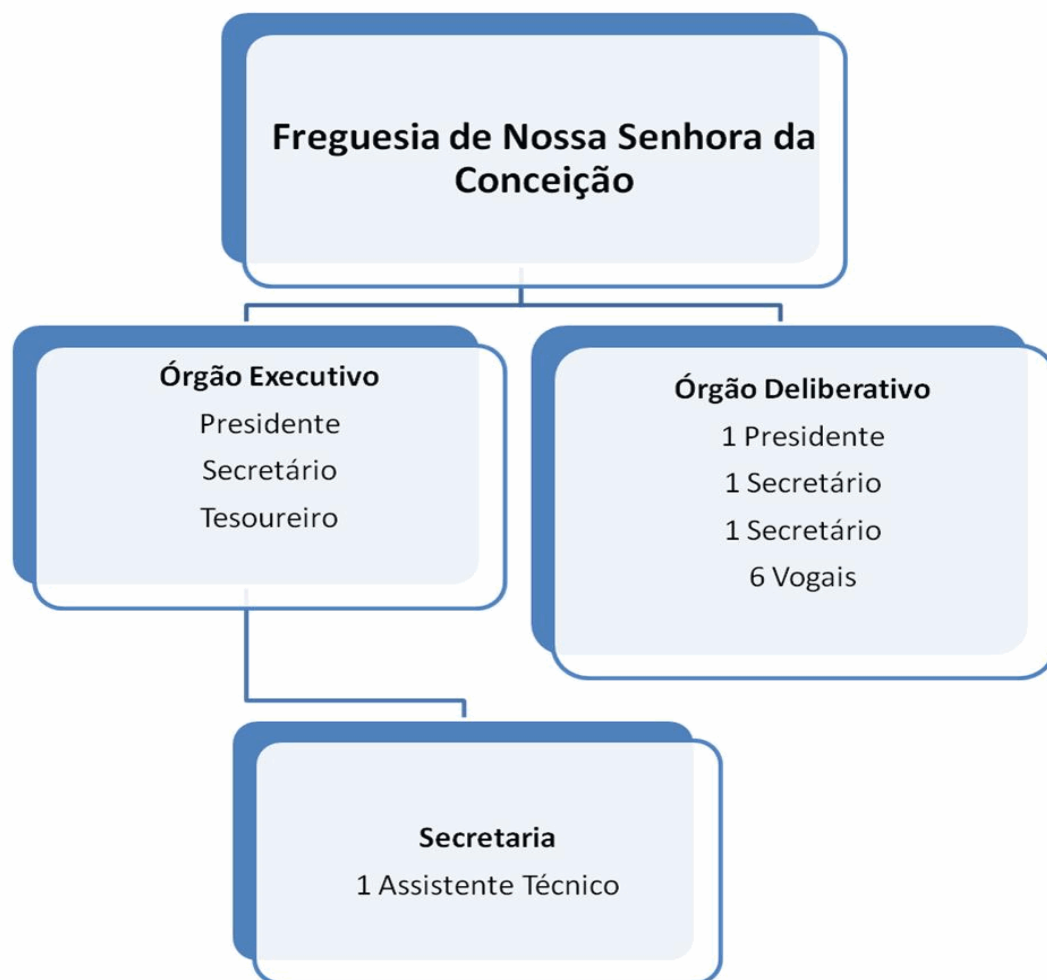 Freguesia de Nossa Senhora da
Conceição
Órgão Executivo
Presidente
Secretário
Tesoureiro
Órgão Deliberativo
1 Presidente
1 Secretário
1 Secretário
6 Vogais
Secretaria
1 Assistente Técnico